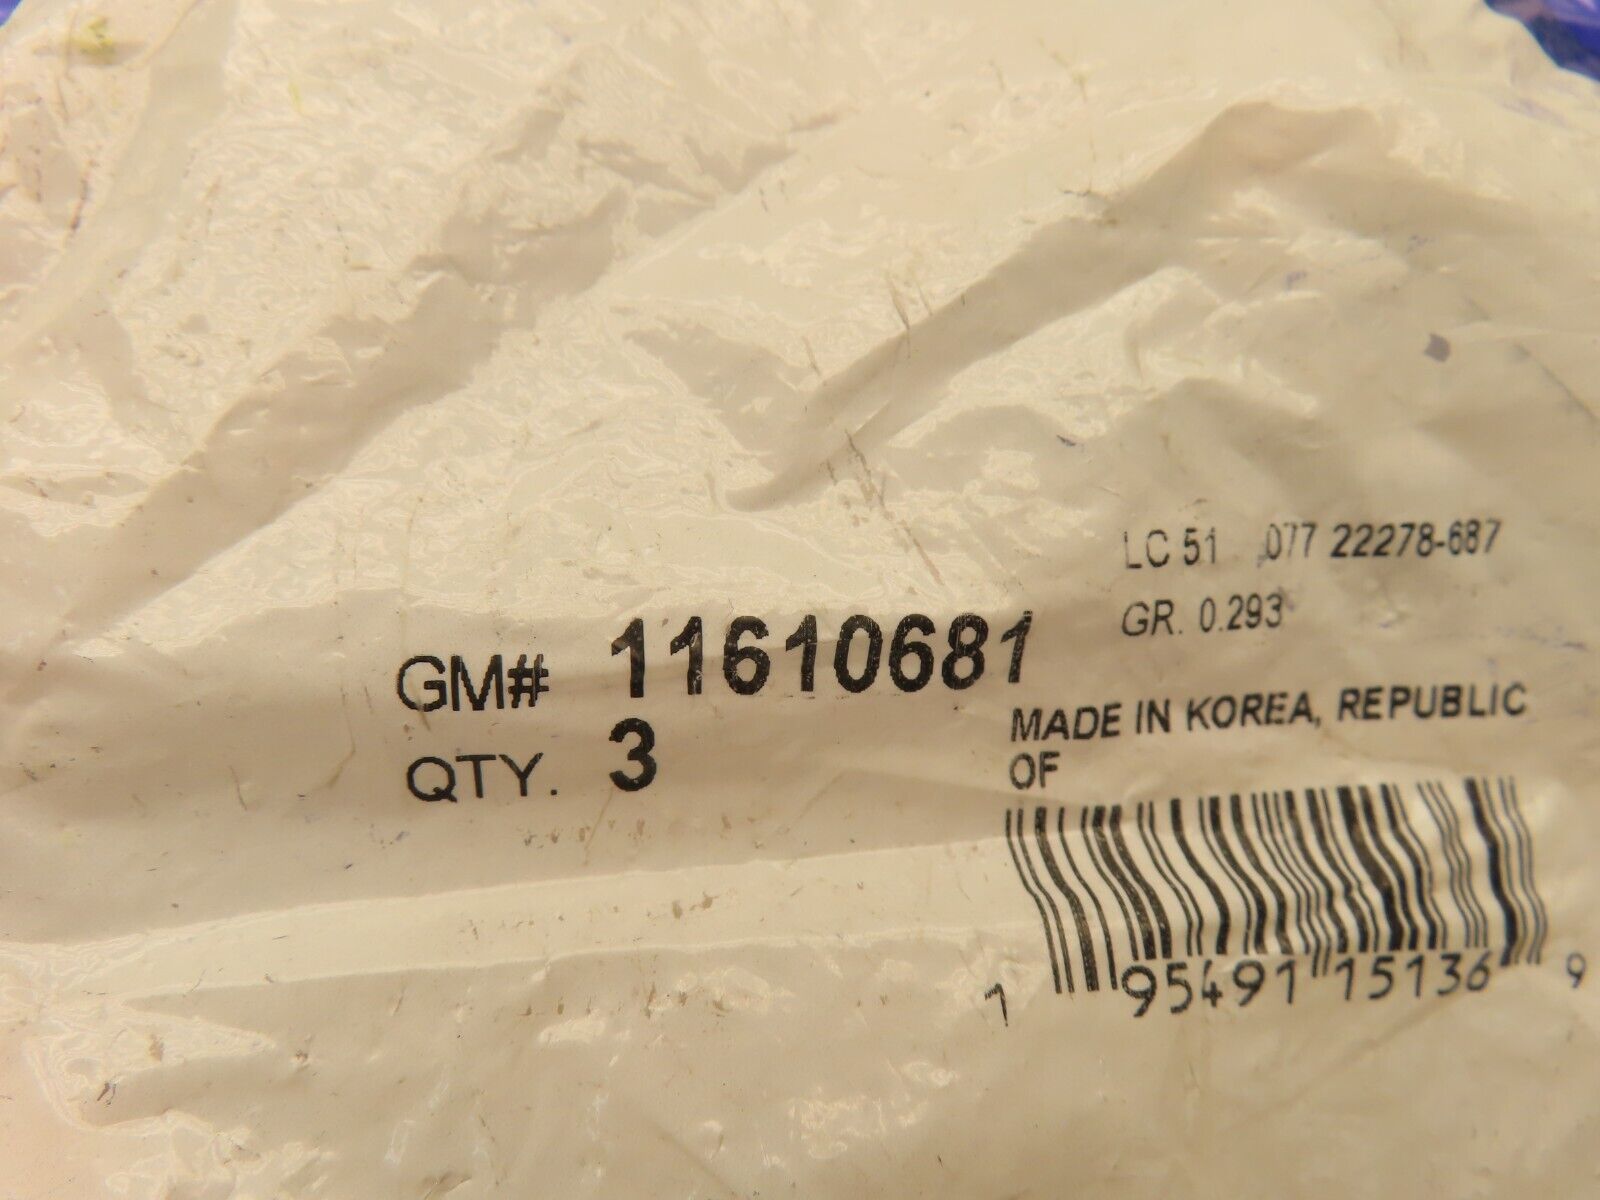 LC 51 077 22278-687
GR. 0.293
GM# 11610681
QTY. 3
MADE IN KOREA, REPUBLIC
OF
1 95491 15136 9